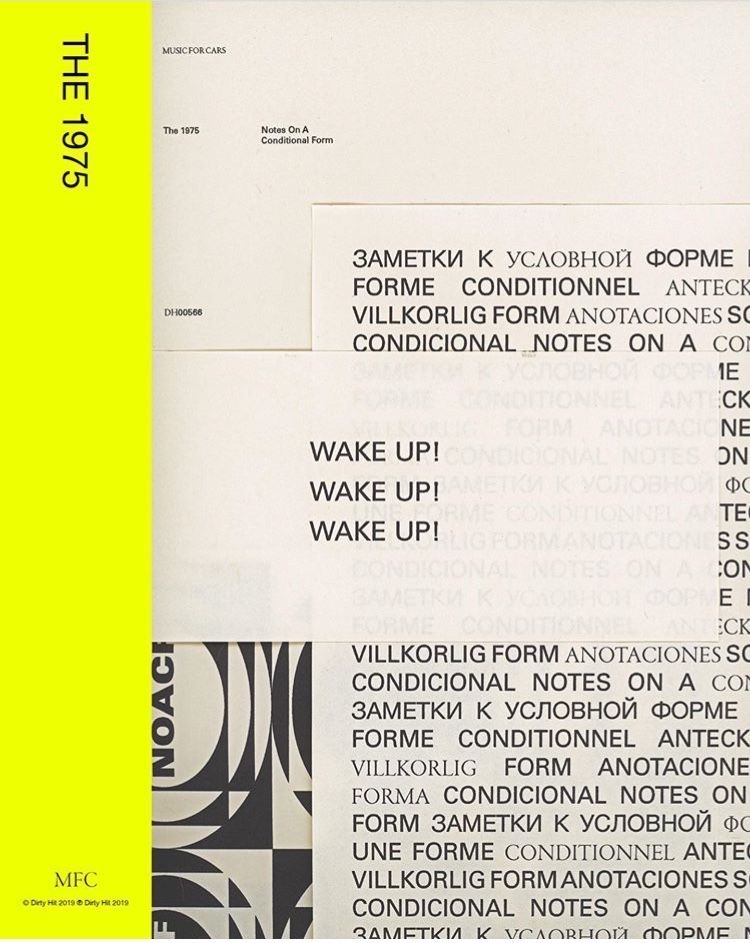 THE 1975
MFC
© Dirty Hit 2019 ℗ Dirty Hit 2019
MUSIC FOR CARS
The 1975
Notes On A
Conditional Form
DH00566
WAKE UP!
WAKE UP!
WAKE UP!
NOACF
ЗАМЕТКИ К УСЛОВНОЙ ФОРМЕ
FORME CONDITIONNEL ANTECK
VILLKORLIG FORM ANOTACIONES SO
CONDICIONAL NOTES ON A CON
ЗАМЕТКИ К УСЛОВНОЙ ФОРМЕ
FORME CONDITIONNEL ANTECK
VILLKORLIG FORM ANOTACIONE
CONDICIONAL NOTES ON
FORM ЗАМЕТКИ К УСЛОВНОЙ ФО
UNE FORME CONDITIONNEL ANTEC
VILLKORLIG FORM ANOTACIONES S
CONDICIONAL NOTES ON A CON
ЗАМЕТКИ К УСЛОВНОЙ ФОРМЕ
FORME CONDITIONNEL ANTECK
VILLKORLIG FORM ANOTACIONES SO
CONDICIONAL NOTES ON A CON
ЗАМЕТКИ К УСЛОВНОЙ ФОРМЕ
FORME CONDITIONNEL ANTECK
VILLKORLIG FORM ANOTACIONE
FORMA CONDICIONAL NOTES ON
FORM ЗАМЕТКИ К УСЛОВНОЙ ФО
UNE FORME CONDITIONNEL ANTEC
VILLKORLIG FORM ANOTACIONES S
CONDICIONAL NOTES ON A CON
ЗАМЕТКИ К УСЛОВНОЙ ФОРМЕ